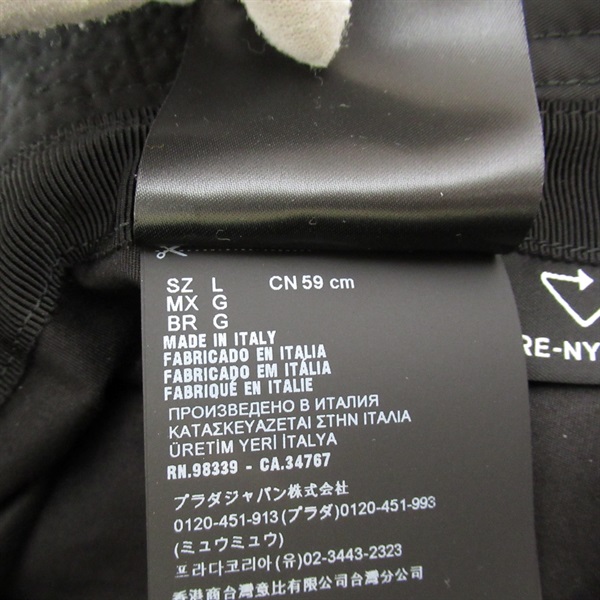 SZ L CN 59 cm
MX G
BR G
MADE IN ITALY
FABRICADO EN ITALIA
FABRICADO EM ITÁLIA
FABRIQUÉ EN ITALIE
ПРОИЗВЕДЕНО В ИТАЛИЯ
ΚΑΤΑΣΚΕΥΑΖΕΤΑΙ ΣΤΗΝ ΙΤΑΛΙΑ
ÜRETİM YERİ İTALYA
RN.98339 - CA.34767
プラダジャパン株式会社
0120-451-913(プラダ)0120-451-993
(ミュウミュウ)
프라다코리아(유)02-3443-2323
香港商台灣意比有限公司台灣分公司
RE-NY